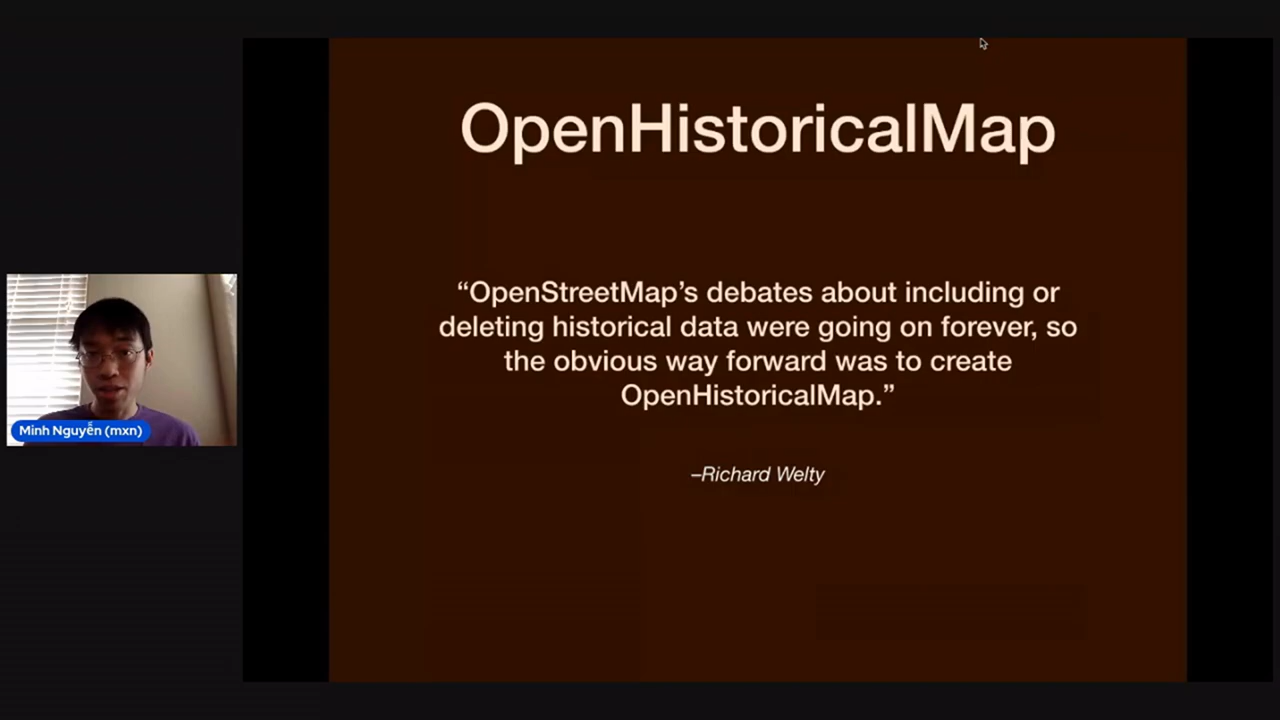 OpenHistoricalMap
“OpenStreetMap’s debates about including or
deleting historical data were going on forever, so
the obvious way forward was to create
OpenHistoricalMap.”
–Richard Welty
Minh Nguyễn (mxn)